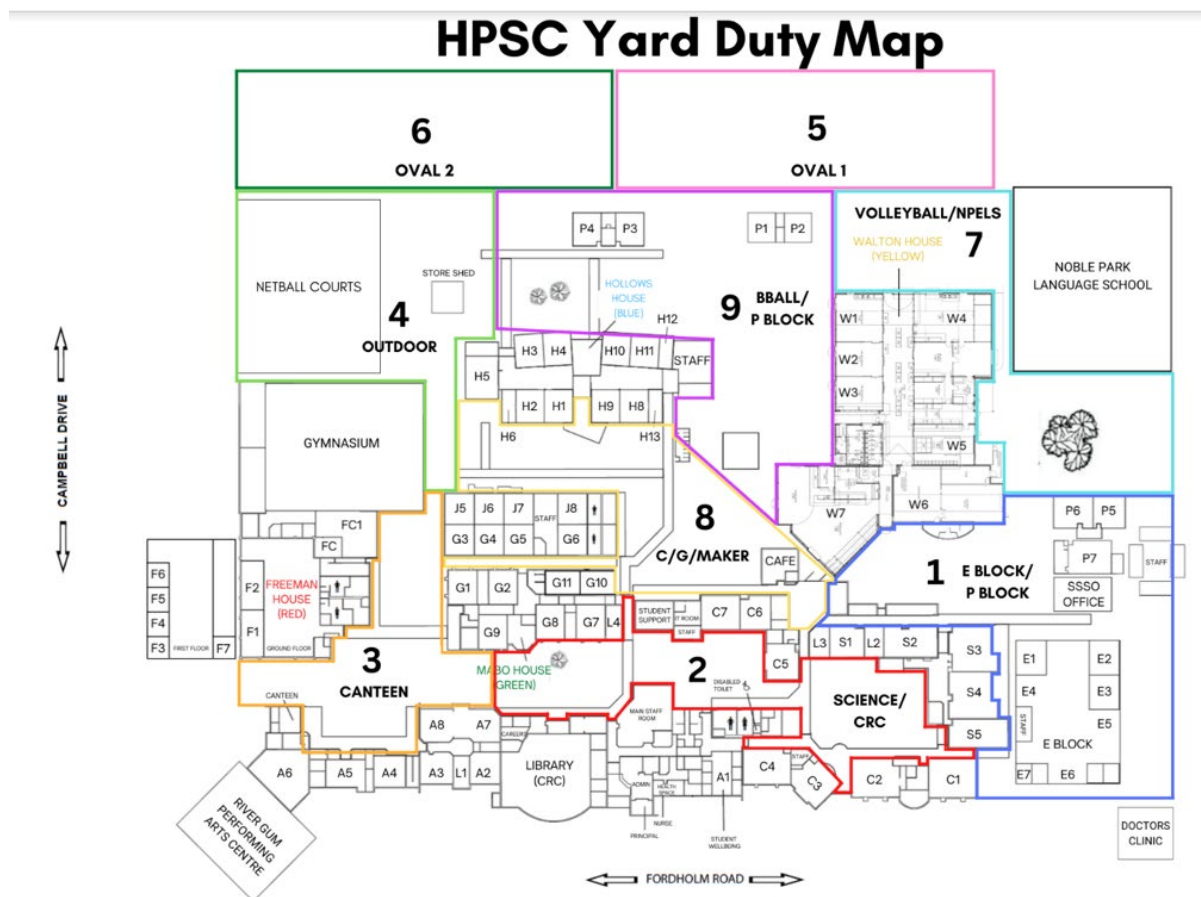 HPSC Yard Duty Map
6
OVAL 2
5
OVAL 1
VOLLEYBALL/NPELS
7
WALTON HOUSE
(YELLOW)
NOBLE PARK
LANGUAGE SCHOOL
P4
P3
P1
P2
NETBALL COURTS
STORE SHED
4
OUTDOOR
HOLLOWS
HOUSE
(BLUE)
9
BBALL/
P BLOCK
H12
H3
H4
H10
H11
STAFF
H5
H2
H1
H9
H8
H6
H13
W1
W4
W2
W3
W5
W6
W7
CAMPBELL DRIVE
GYMNASIUM
J5
J6
J7
STAFF
J8
G3
G4
G5
G6
8
C/G/MAKER
CAFE
FC1
FC
F6
F5
F4
F3
FIRST FLOOR
F7
F2
F1
FREEMAN
HOUSE
(RED)
GROUND FLOOR
G1
G2
G11
G10
G9
G8
G7
L4
MABO HOUSE
(GREEN)
STUDENT
SUPPORT
IT ROOM
STAFF
C7
C6
C5
1
E BLOCK/
P BLOCK
P6
P5
P7
STAFF
SSSO
OFFICE
L3
S1
L2
S2
S3
S4
S5
E1
E2
E4
E3
E5
STAFF
E BLOCK
E7
E6
3
CANTEEN
2
DISABLED
TOILET
SCIENCE/
CRC
CANTEEN
A8
A7
CAREERS
MAIN STAFF
ROOM
A6
A5
A4
A3
L1
A2
LIBRARY
(CRC)
ADMIN
HEALTH
SPACE
A1
C4
STAFF
C3
C2
C1
NURSE
PRINCIPAL
STUDENT
WELLBEING
RIVER GUM
PERFORMING
ARTS CENTRE
DOCTORS
CLINIC
FORDHOLM ROAD